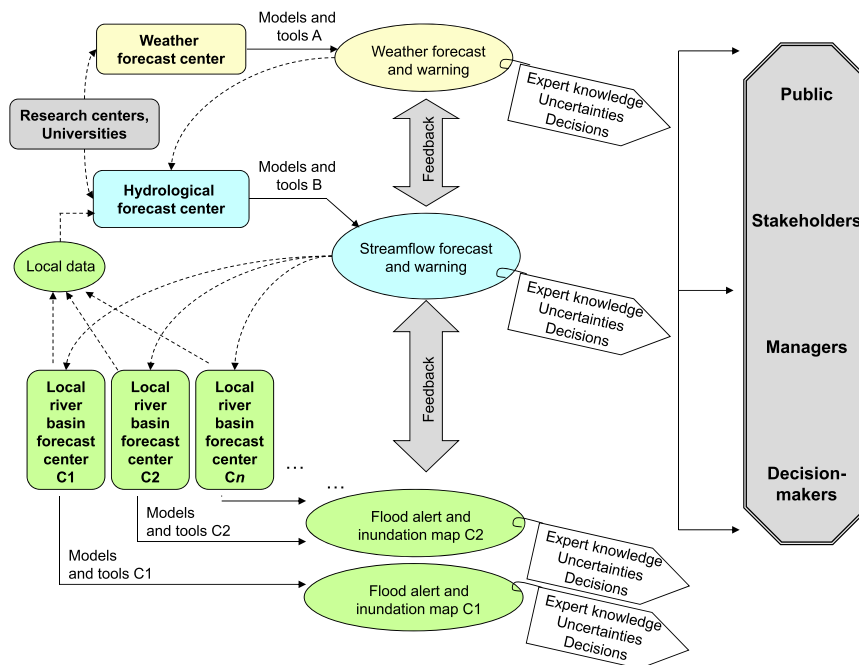 Models and
tools A
Weather
forecast center
Weather forecast
and warning
Expert knowledge
Uncertainties
Decisions
Public
Research centers,
Universities
Feedback
Models and
tools B
Hydrological
forecast center
Stakeholders
Local data
Streamflow forecast
and warning
Expert knowledge
Uncertainties
Decisions
Managers
Feedback
Local
river
basin
forecast
center
C1
Local
river
basin
forecast
center
C2
Local
river
basin
forecast
center
Cn
...
...
Decision-
makers
Models
and tools C2
Flood alert and
inundation map C2
Expert knowledge
Uncertainties
Decisions
Models
and tools C1
Flood alert and
inundation map C1
Expert knowledge
Uncertainties
Decisions